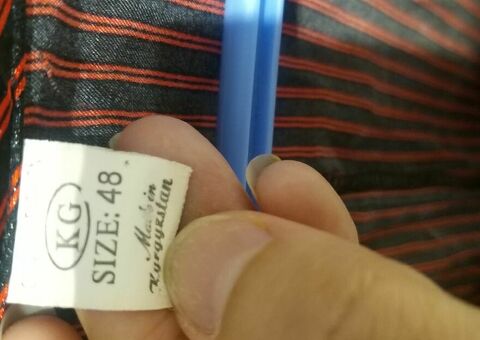 KG
SIZE: 48
Made in
Kyrgyzstan